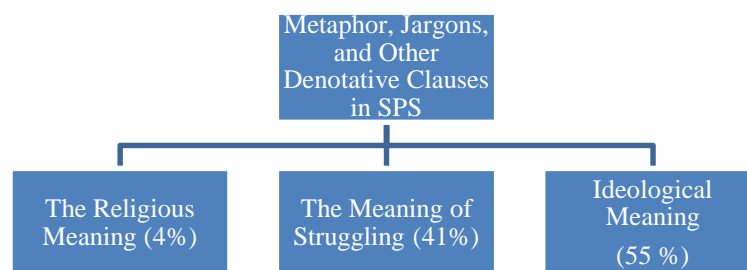 Metaphor, Jargons,
and Other
Denotative Clauses
in SPS
The Religious
Meaning (4%)
The Meaning of
Struggling (41%)
Ideological
Meaning
(55 %)